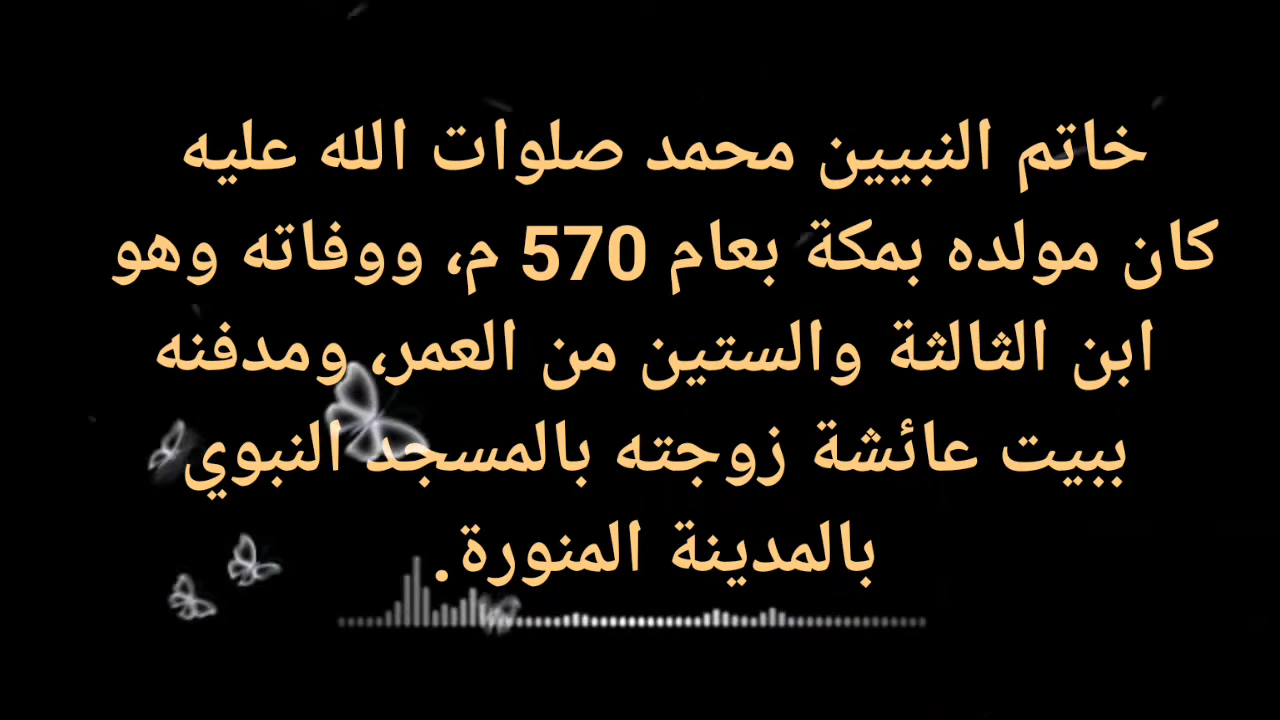 خاتم النبيين محمد صلوات الله عليه
كان مولده بمكة بعام 570 م، ووفاته وهو
ابن الثالثة والستين من العمر، ومدفنه
ببيت عائشة زوجته بالمسجد النبوي
بالمدينة المنورة.